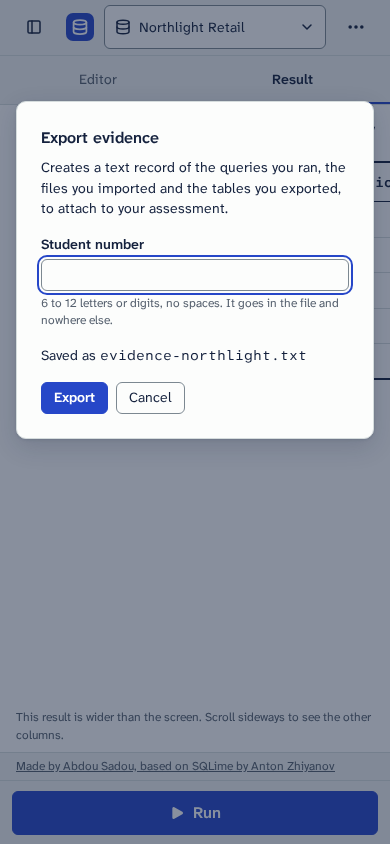 Northlight Retail
Editor
Result
Export evidence
Creates a text record of the queries you ran, the
files you imported and the tables you exported,
to attach to your assessment.
Student number
6 to 12 letters or digits, no spaces. It goes in the file and
nowhere else.
Saved as evidence-northlight.txt
Export
Cancel
This result is wider than the screen. Scroll sideways to see the other
columns.
Made by Abdou Sadou, based on SQLime by Anton Zhiyanov
Run